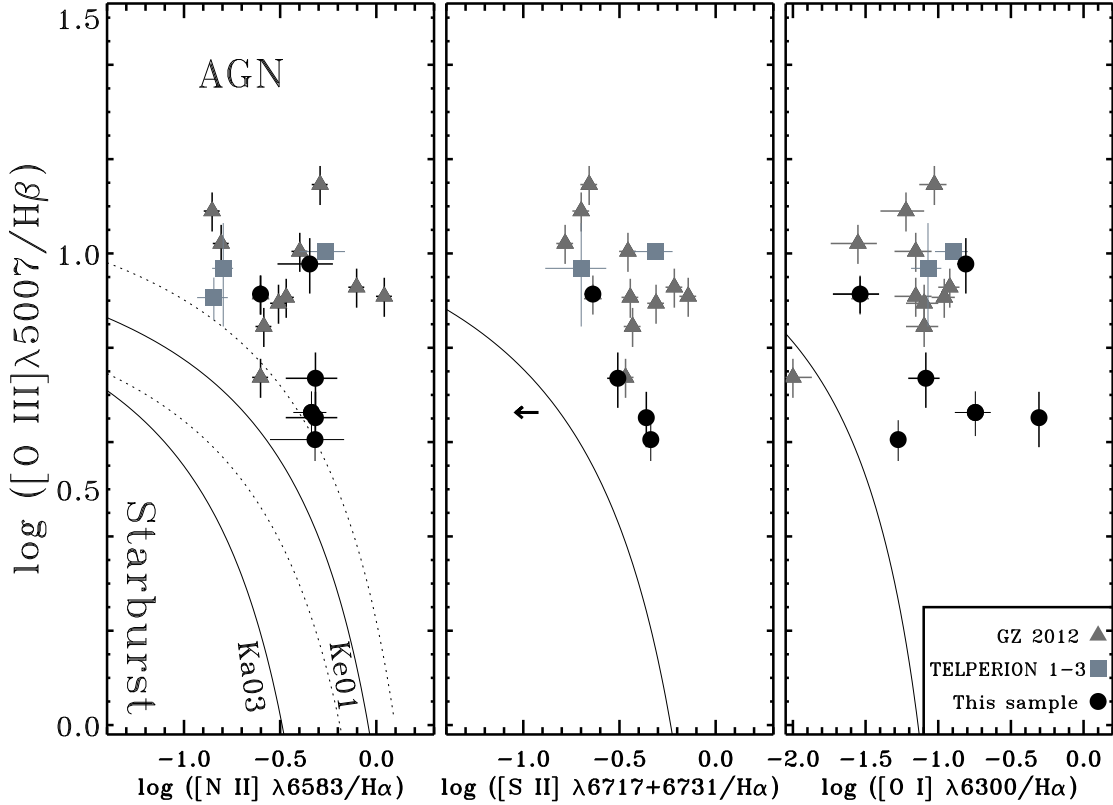 log ([O III]λ5007/Hβ)
1.5
1.0
0.5
0.0
AGN
Starburst
Ka03
Ke01
GZ 2012
TELPERION 1-3
This sample
-1.0 -0.5 0.0
-1.0 -0.5 0.0
-2.0 -1.5 -1.0 -0.5 0.0
log ([N II] λ6583/Hα)
log ([S II] λ6717+6731/Hα)
log ([O I] λ6300/Hα)